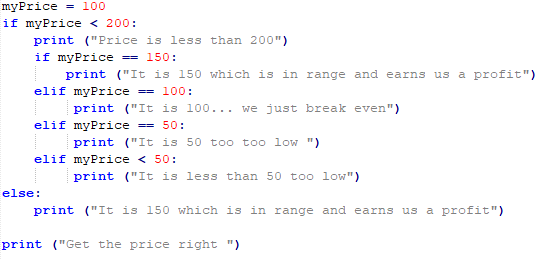 myPrice = 100
if myPrice < 200:
print ("Price is less than 200")
if myPrice == 150:
print ("It is 150 which is in range and earns us a profit")
elif myPrice == 100:
print ("It is 100... we just break even")
elif myPrice == 50:
print ("It is 50 too too low ")
elif myPrice < 50:
print ("It is less than 50 too low")
else:
print ("It is 150 which is in range and earns us a profit")
print ("Get the price right ")